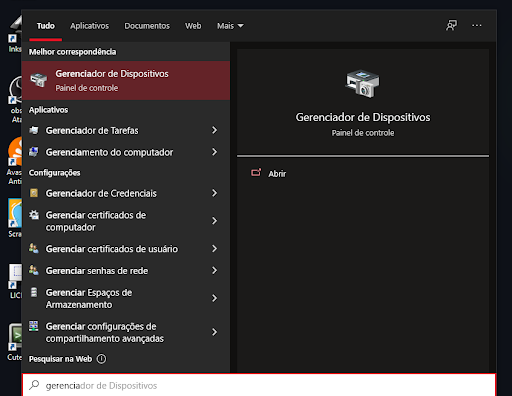 Tudo Aplicativos Documentos Web Mais
Melhor correspondência
Gerenciador de Dispositivos
Painel de controle
Aplicativos
Gerenciador de Tarefas
Gerenciamento do computador
Configurações
Gerenciador de Credenciais
Gerenciar certificados de
computador
Gerenciar certificados de usuário
Gerenciar senhas de rede
Gerenciar Espaços de
Armazenamento
Gerenciar configurações de
compartilhamento avançadas
Pesquisar na Web
gerenciador de Dispositivos
Gerenciador de Dispositivos
Painel de controle
Abrir
Inks
obs
Ata
Avas
Anti
Scra
LIC
Cute